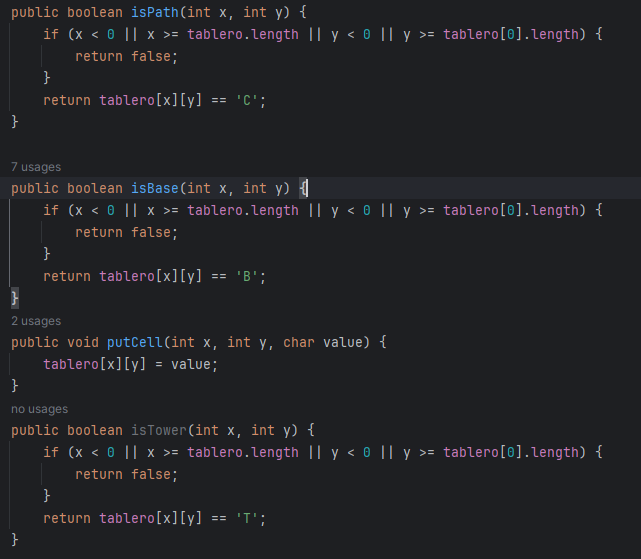 public boolean isPath(int x, int y) {
    if (x < 0 || x >= tablero.length || y < 0 || y >= tablero[0].length) {
        return false;
    }
    return tablero[x][y] == 'C';
}
7 usages
public boolean isBase(int x, int y) {
    if (x < 0 || x >= tablero.length || y < 0 || y >= tablero[0].length) {
        return false;
    }
    return tablero[x][y] == 'B';
}
2 usages
public void putCell(int x, int y, char value) {
    tablero[x][y] = value;
}
no usages
public boolean isTower(int x, int y) {
    if (x < 0 || x >= tablero.length || y < 0 || y >= tablero[0].length) {
        return false;
    }
    return tablero[x][y] == 'T';
}